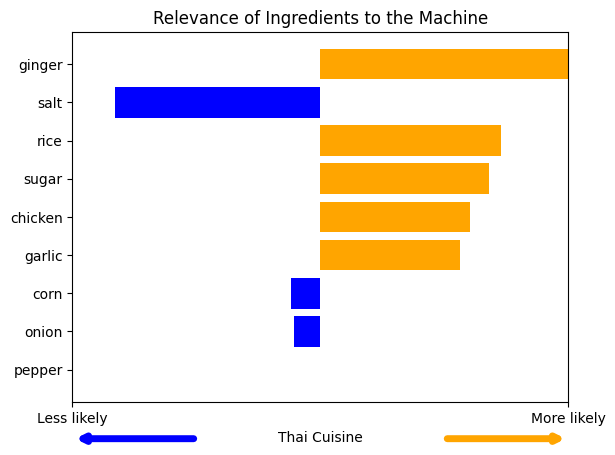 Relevance of Ingredients to the Machine
ginger
salt
rice
sugar
chicken
garlic
corn
onion
pepper
Less likely More likely
Thai Cuisine